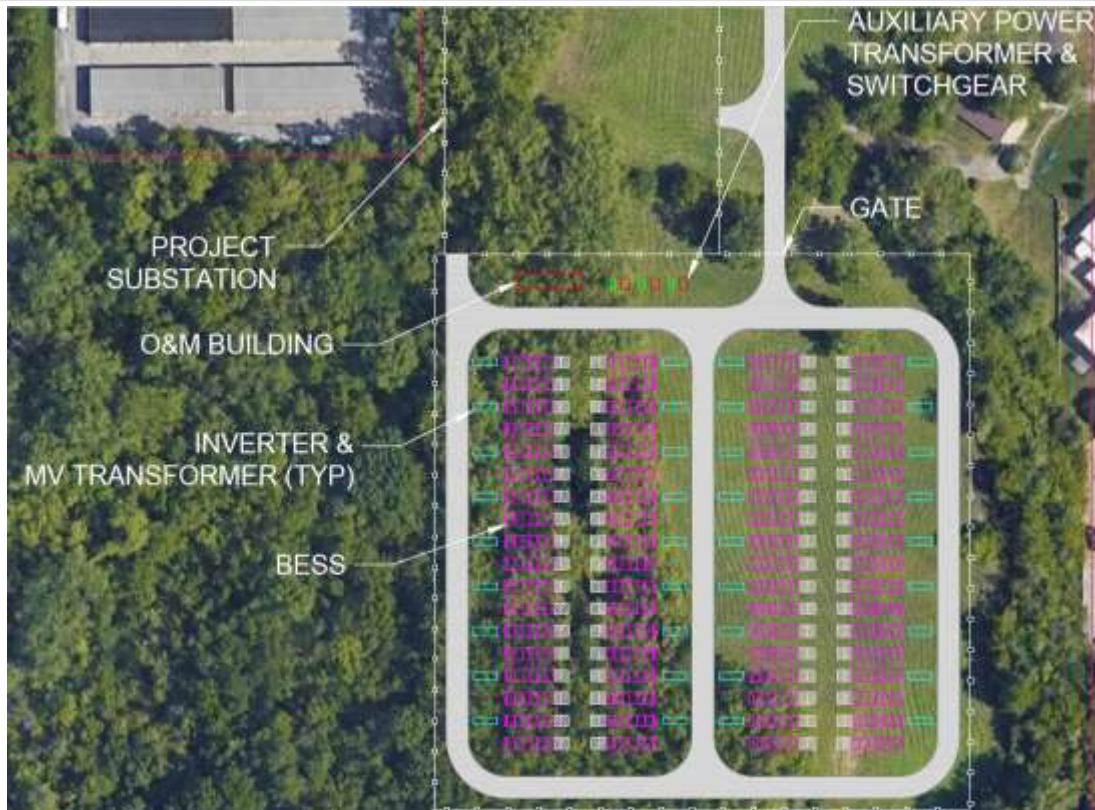 AUXILIARY POWER
TRANSFORMER &
SWITCHGEAR
GATE
PROJECT
SUBSTATION
O&M BUILDING
INVERTER &
MV TRANSFORMER (TYP)
BESS